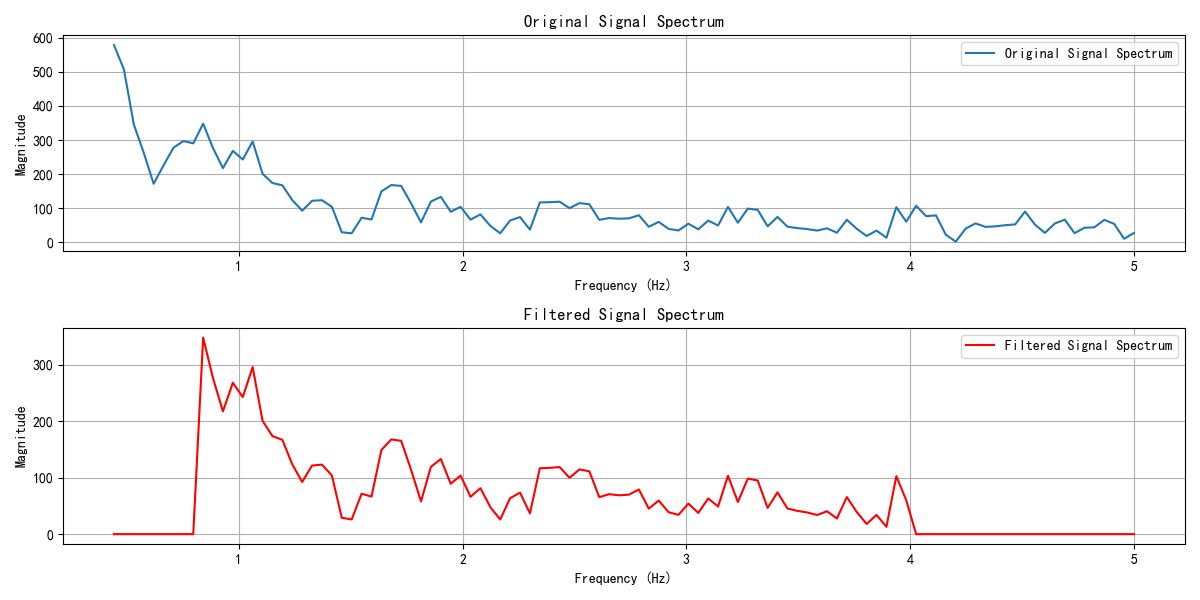 Original Signal Spectrum
600
500
400
300
200
100
0
Magnitude
Original Signal Spectrum
1 2 3 4 5
Frequency (Hz)
Filtered Signal Spectrum
300
200
100
0
Magnitude
Filtered Signal Spectrum
1 2 3 4 5
Frequency (Hz)